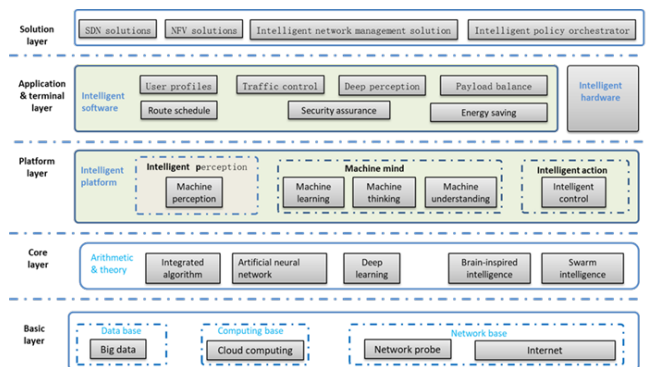 Solution layer
SDN solutions
NFV solutions
Intelligent network management solution
Intelligent policy orchestrator
Application & terminal layer
Intelligent software
User profiles
Traffic control
Deep perception
Payload balance
Route schedule
Security assurance
Energy saving
Intelligent hardware
Platform layer
Intelligent platform
Intelligent perception
Machine perception
Machine mind
Machine learning
Machine thinking
Machine understanding
Intelligent action
Intelligent control
Core layer
Arithmetic & theory
Integrated algorithm
Artificial neural network
Deep learning
Brain-inspired intelligence
Swarm intelligence
Basic layer
Data base
Big data
Computing base
Cloud computing
Network base
Network probe
Internet